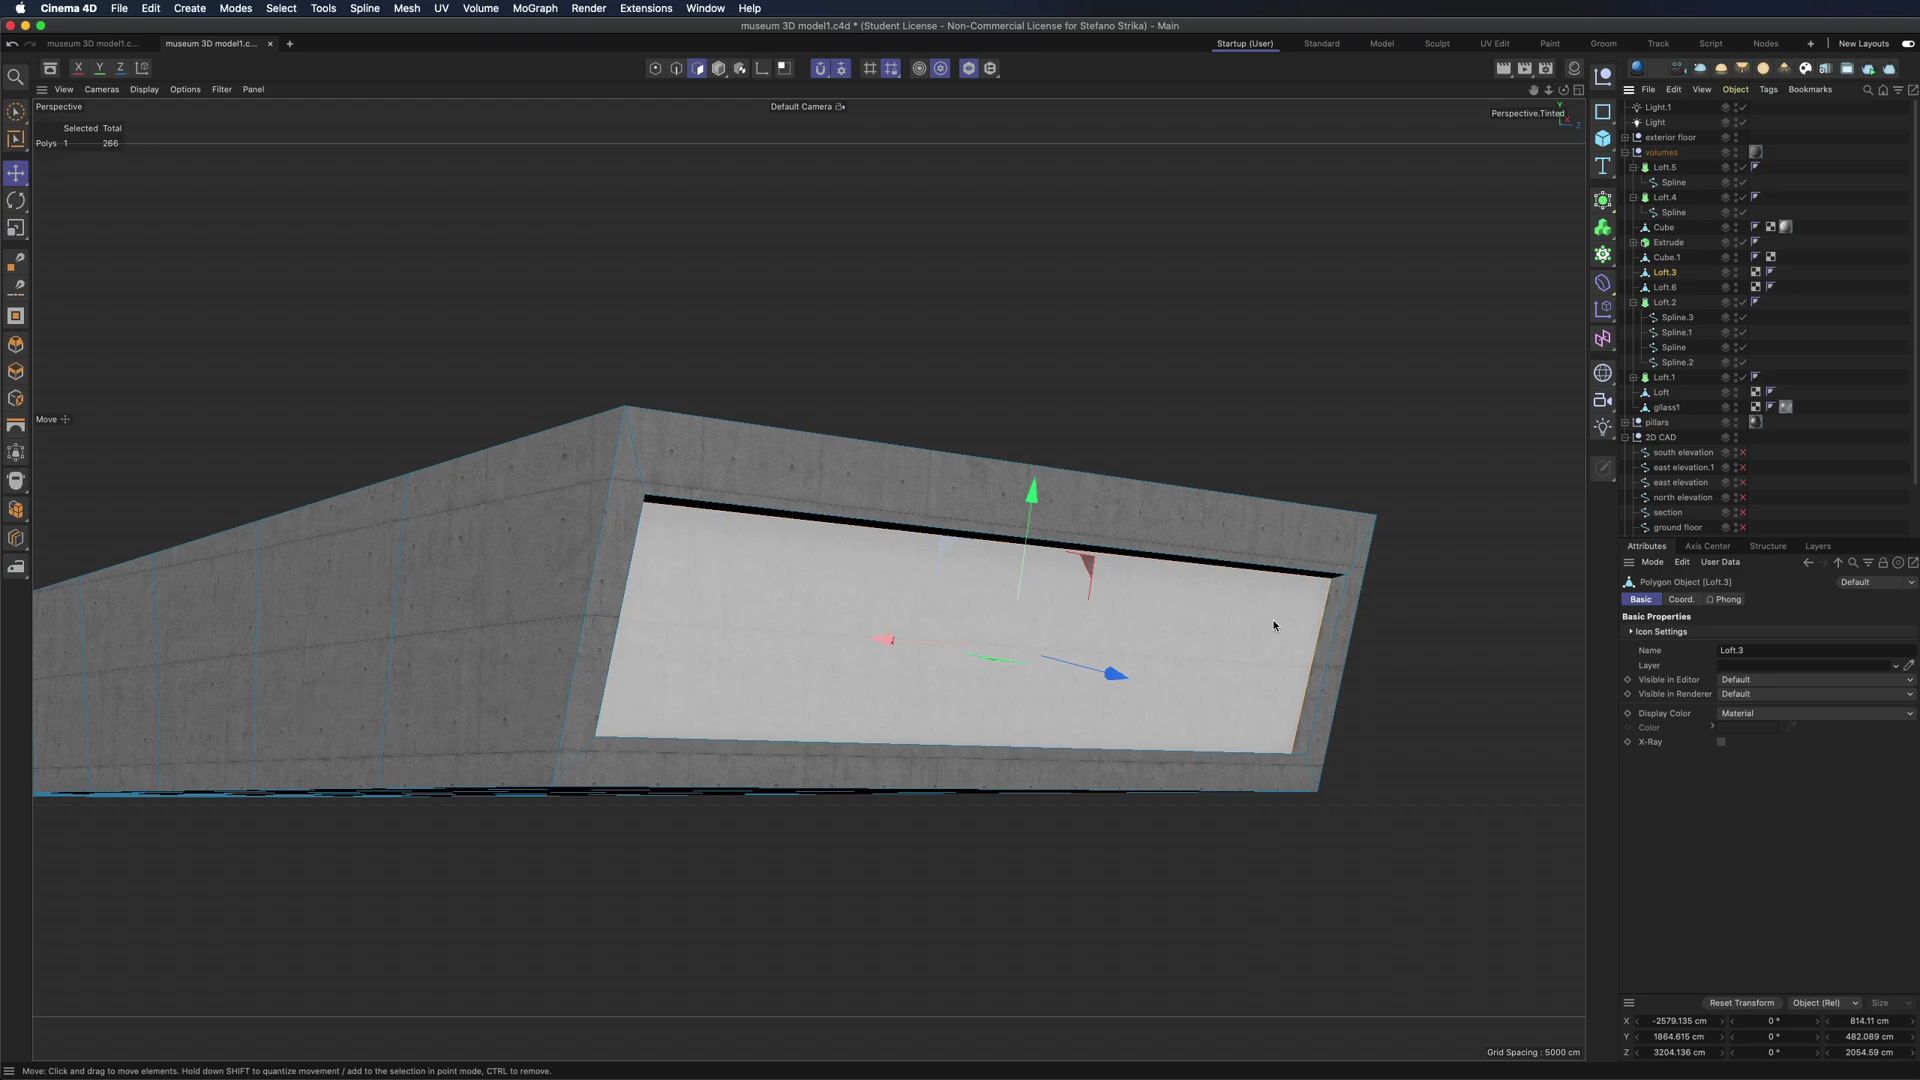 Cinema 4D File Edit Create Modes Select Tools Spline Mesh UV Volume MoGraph Render Extensions Window Help
museum 3D model1.c4d * (Student License - Non-Commercial License for Stefano Strika) - Main
museum 3D model1.c... museum 3D model1.c... Startup (User) Standard Model Sculpt UV Edit Paint Groom Track Script Nodes New Layouts
X Y Z
View Cameras Display Options Filter Panel File Edit View Object Tags Bookmarks
Perspective Default Camera Perspective.Tinted
Selected Total
Polys 1 266
Move
Light.1
Light
exterior floor
volumes
Loft.5
Spline
Loft.4
Spline
Cube
Extrude
Cube.1
Loft.3
Loft.6
Loft.2
Spline.3
Spline.1
Spline
Spline.2
Loft.1
Loft
gllass1
pillars
2D CAD
south elevation
east elevation.1
east elevation
north elevation
section
ground floor
Attributes Axis Center Structure Layers
Mode Edit User Data
Polygon Object [Loft.3] Default
Basic Coord. Phong
Basic Properties
Icon Settings
Name Loft.3
Layer
Visible in Editor Default
Visible in Renderer Default
Display Color Material
Color
X-Ray
Reset Transform Object (Rel) Size
X -2579.135 cm 0 ° 814.11 cm
Y 1864.615 cm 0 ° 482.089 cm
Z 3204.136 cm 0 ° 2054.59 cm
Grid Spacing : 5000 cm
Move: Click and drag to move elements. Hold down SHIFT to quantize movement / add to the selection in point mode, CTRL to remove.